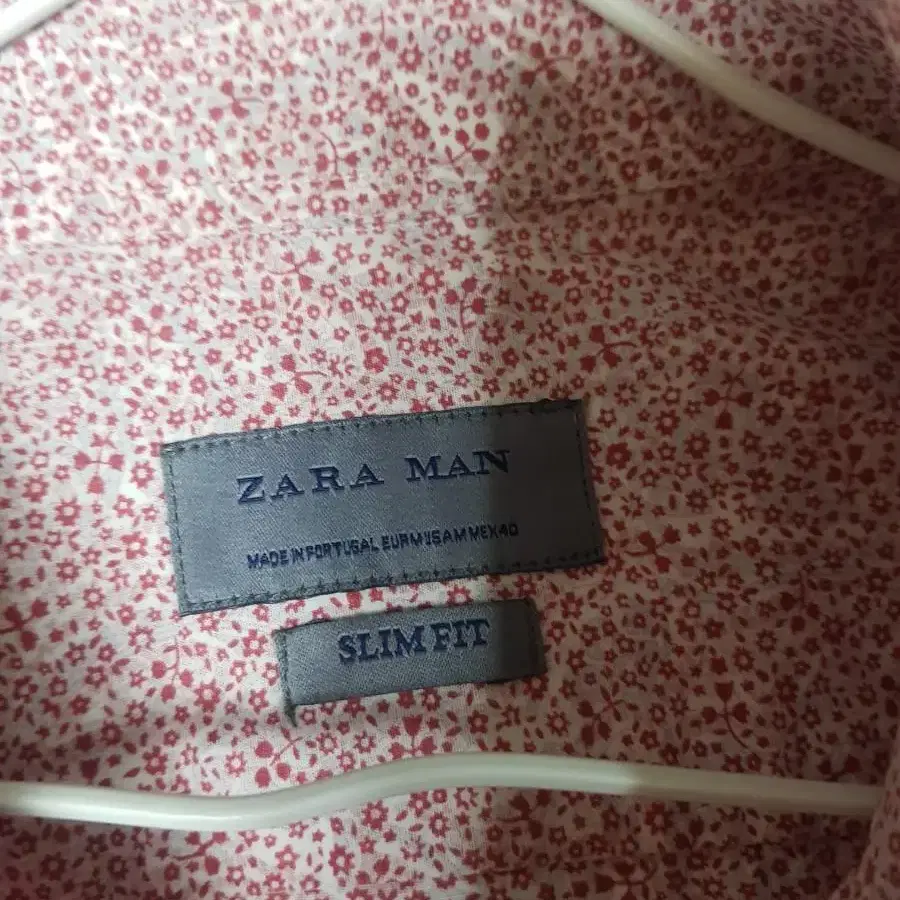 ZARA MAN
MADE IN PORTUGAL EUR M USA M MEX 40
SLIM FIT